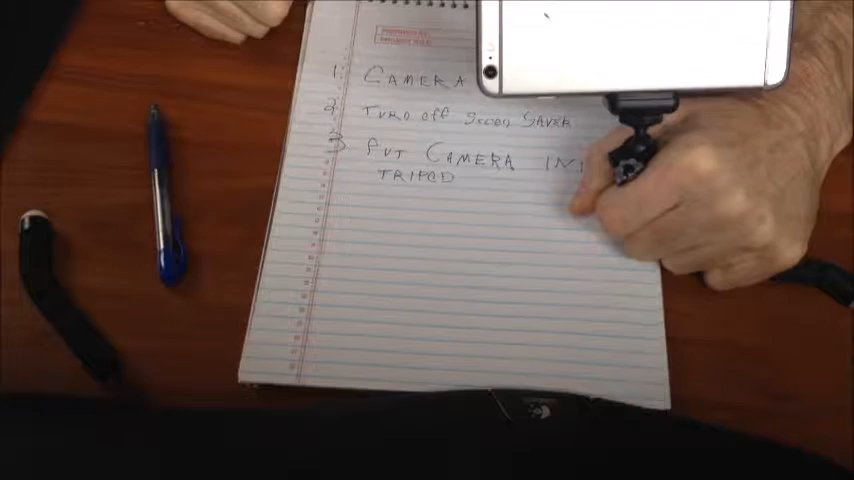 1 CAMERA
2 TURN off Screen SAVER
3 PUT CAMERA IN
TRIPOD